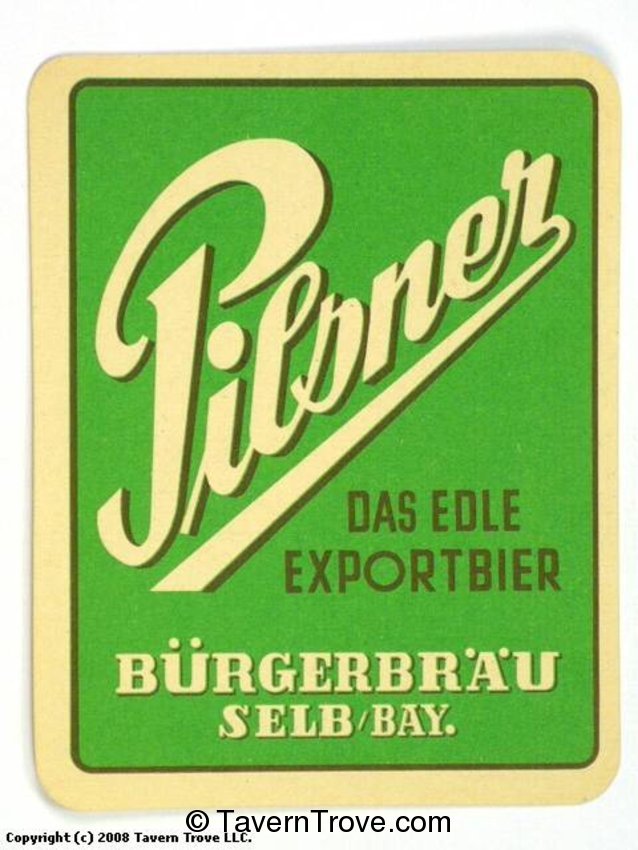 Pilsner
DAS EDLE
EXPORTBIER
BÜRGERBRÄU
SELB/BAY.
© TavernTrove.com
Copyright (c) 2008 Tavern Trove LLC.